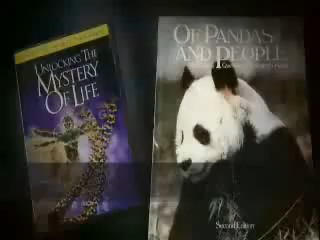 UNLOCKING THE
MYSTERY
OF LIFE
OF PANDAS
AND PEOPLE
Second Edition